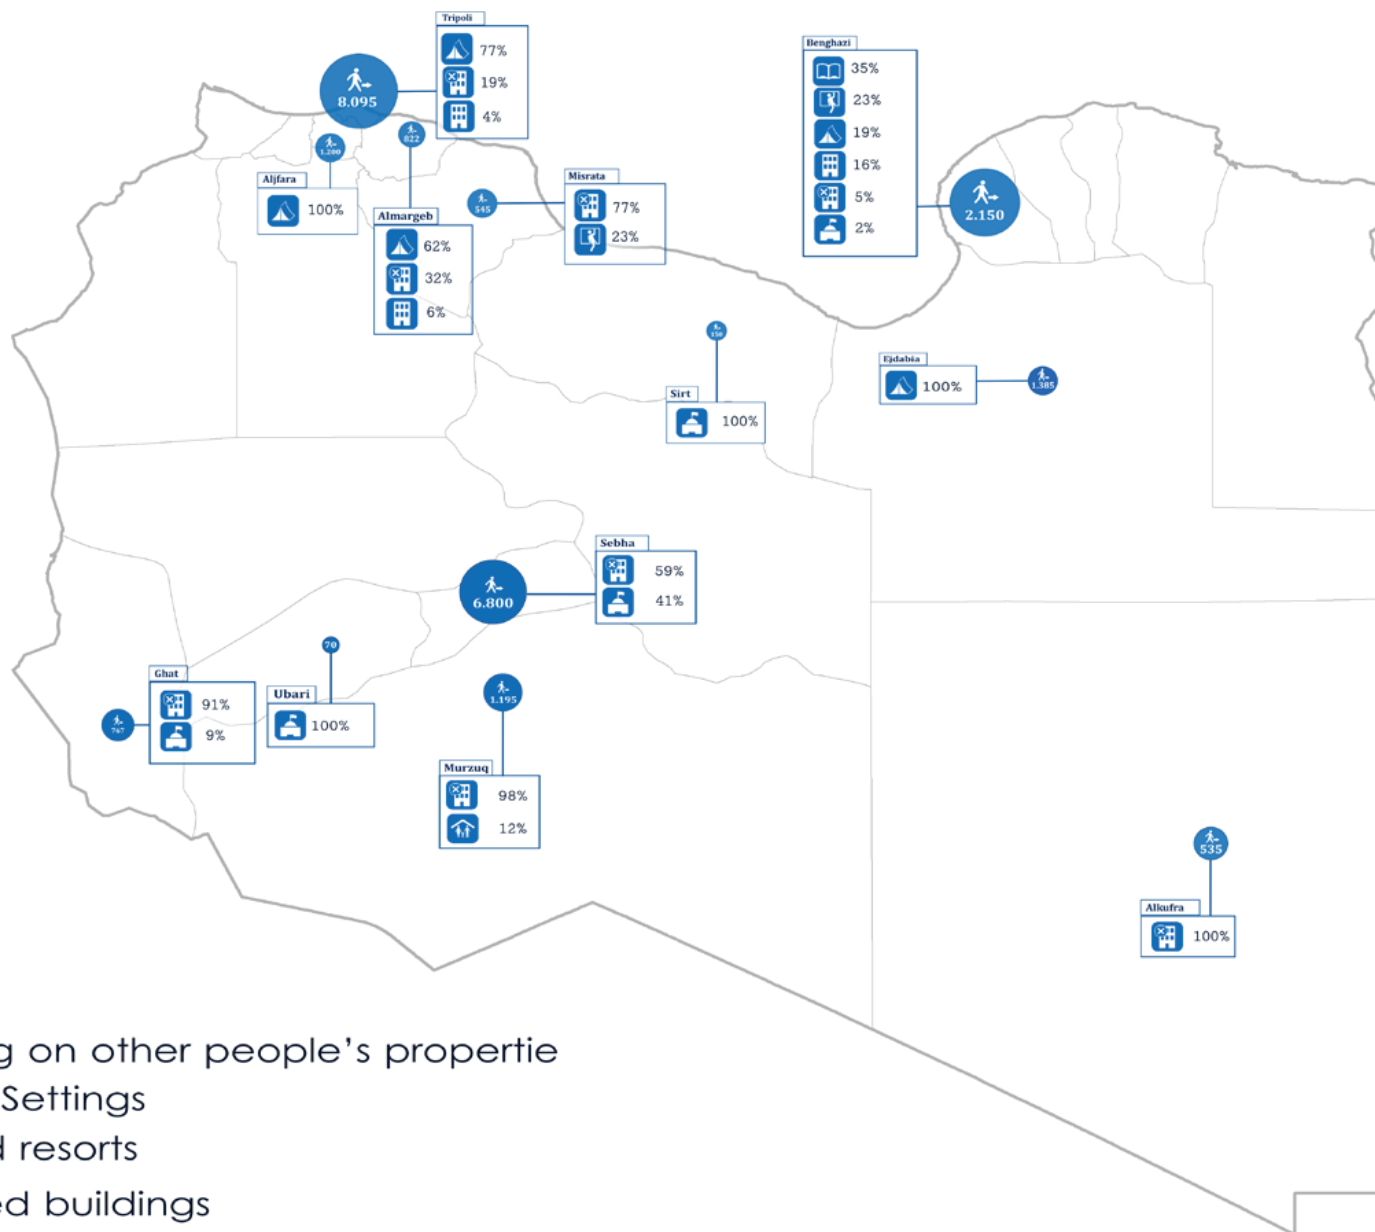 Tripoli
77%
19%
4%
8.095
Benghazi
35%
23%
19%
16%
5%
2%
2.150
822
1.200
Aljfara
100%
Misrata
77%
23%
545
Almargeb
62%
32%
6%
150
Sirt
100%
Ejdabia
100%
1.385
Sebha
59%
41%
6.800
70
Ghat
91%
9%
767
Ubari
100%
1.195
Murzuq
98%
12%
535
Alkufra
100%
g on other people's propertie
Settings
d resorts
ed buildings